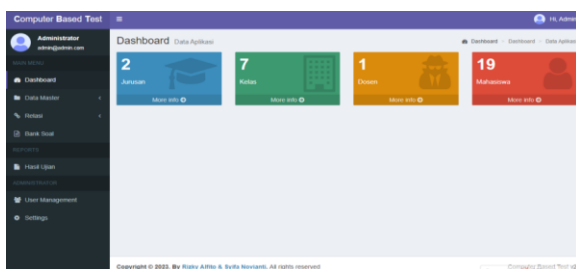 Computer Based Test
Hi, Admin
Administrator
admin@admin.com
Dashboard Data Aplikasi
Dashboard > Dashboard > Data Aplikasi
MAIN MENU
Dashboard
Data Master
Relasi
Bank Soal
REPORTS
Hasil Ujian
ADMINISTRATOR
User Management
Settings
2
Jurusan
More info
7
Kelas
More info
1
Dosen
More info
19
Mahasiswa
More info
Copyright © 2023. By Rizky Alfito & Syifa Novianti. All rights reserved
Computer Based Test